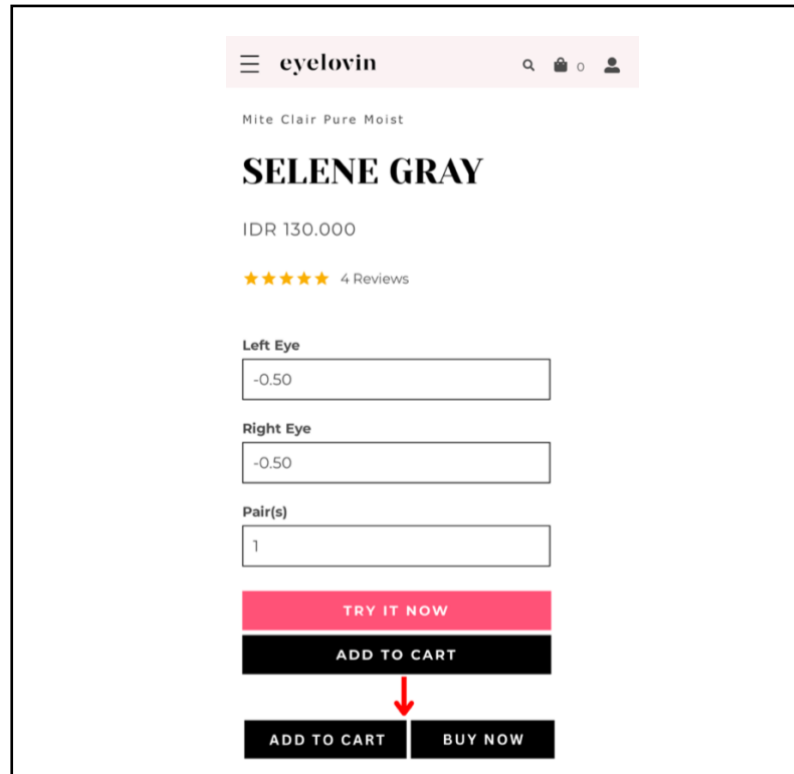 eyelovin
0
Mite Clair Pure Moist
SELENE GRAY
IDR 130.000
4 Reviews
Left Eye
-0.50
Right Eye
-0.50
Pair(s)
1
TRY IT NOW
ADD TO CART
ADD TO CART
BUY NOW